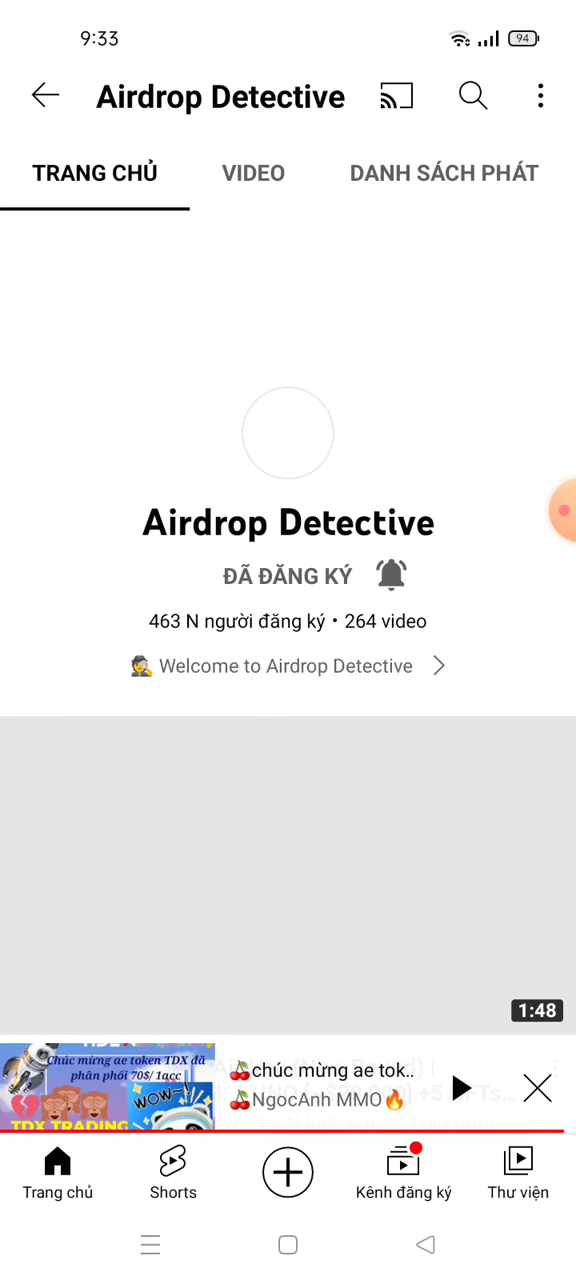 9:33
94
Airdrop Detective
TRANG CHỦ
VIDEO
DANH SÁCH PHÁT
Airdrop Detective
ĐÃ ĐĂNG KÝ
463 N người đăng ký • 264 video
Welcome to Airdrop Detective
1:48
Chúc mừng ae token TDX đã
phân phối 70$/1acc
WOW
TDX TRADING
🍒chúc mừng ae tok..
🍒NgocAnh MMO🔥
Trang chủ
Shorts
Kênh đăng ký
Thư viện